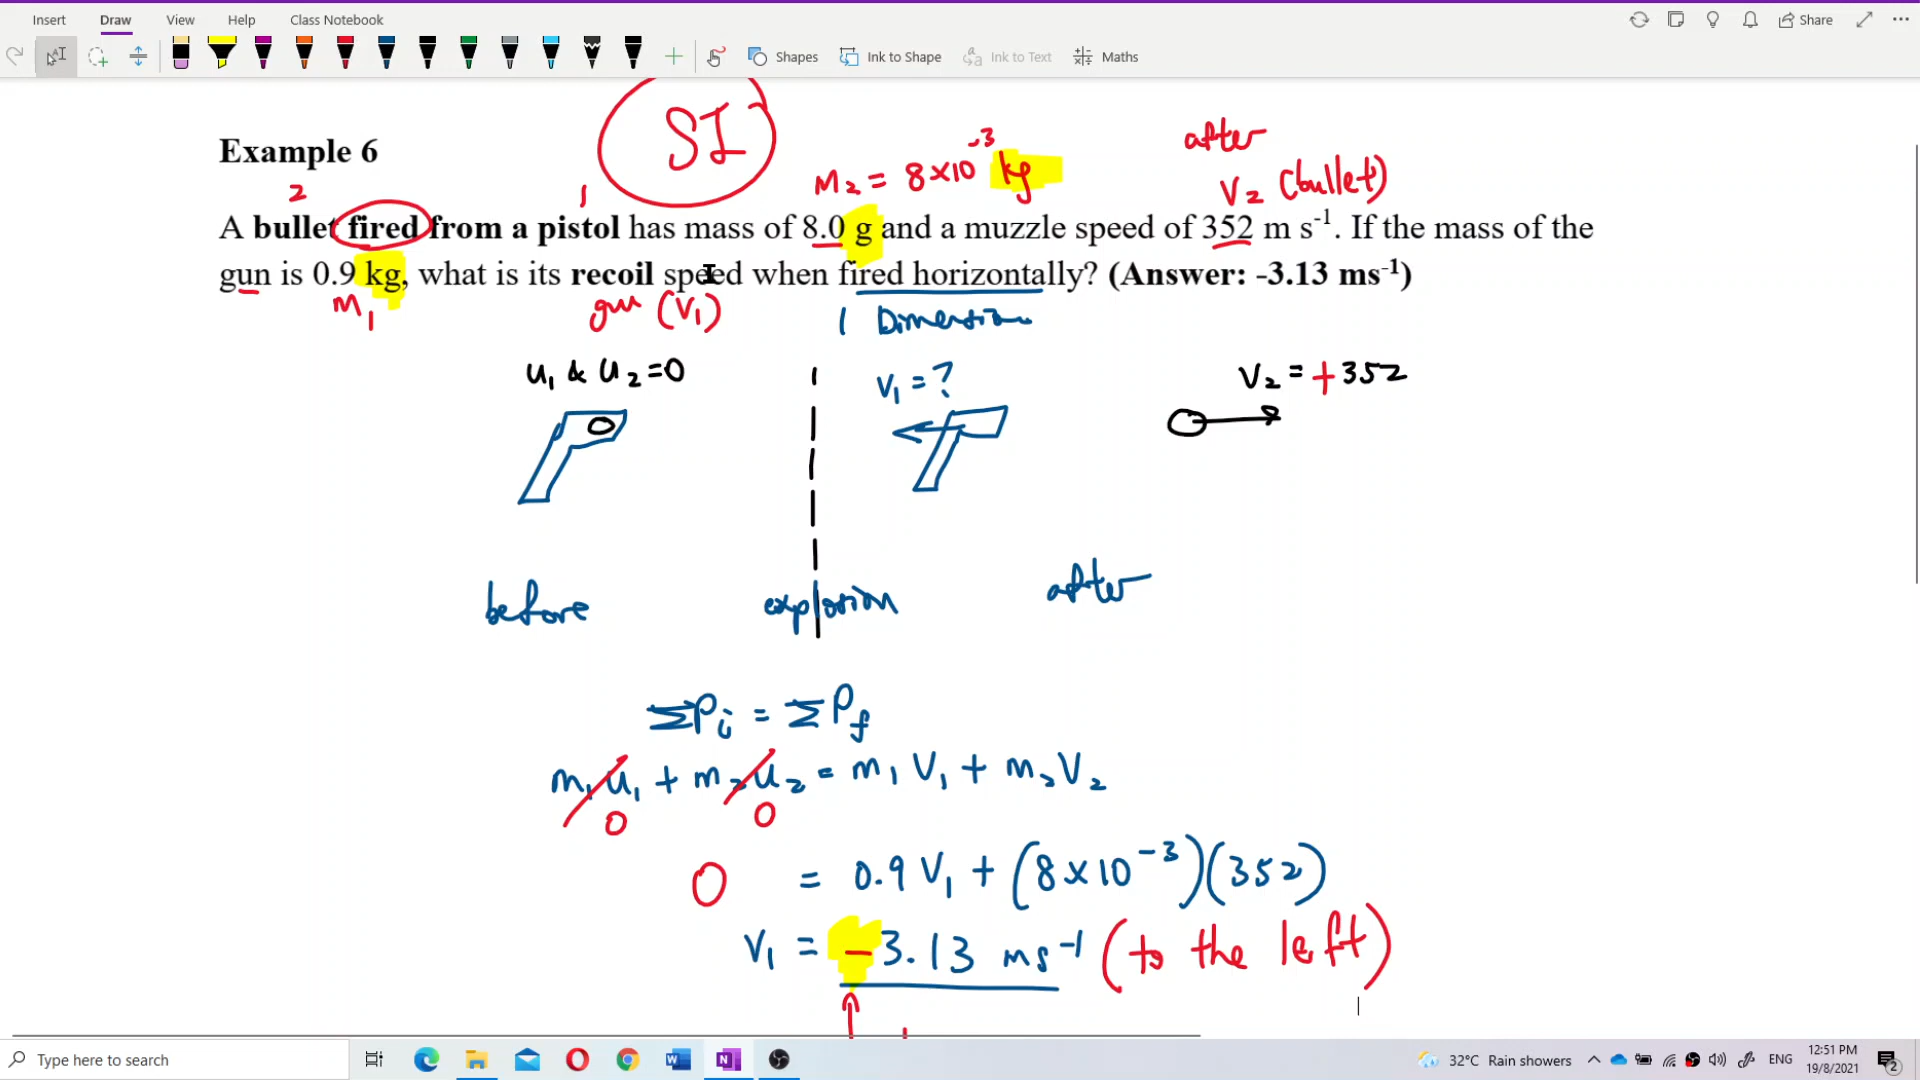 Insert Draw View Help Class Notebook Share
Shapes Ink to Shape Ink to Text Maths
SI
after
Example 6
M₂ = 8×10⁻³ kg
V₂ (bullet)
2 1
A bullet fired from a pistol has mass of 8.0 g and a muzzle speed of 352 m s⁻¹. If the mass of the
gun is 0.9 kg, what is its recoil speed when fired horizontally? (Answer: -3.13 ms⁻¹)
m₁ gun (V₁) 1 Dimension
u₁ & u₂ = 0 V₁ = ? V₂ = +352
before explosion after
ΣPi = ΣPf
m₁u₁ + m₂u₂ = m₁V₁ + m₂V₂
0 0
0 = 0.9V₁ + (8×10⁻³)(352)
V₁ = -3.13 ms⁻¹ (to the left)
Type here to search 32°C Rain showers ENG 12:51 PM
19/8/2021 2